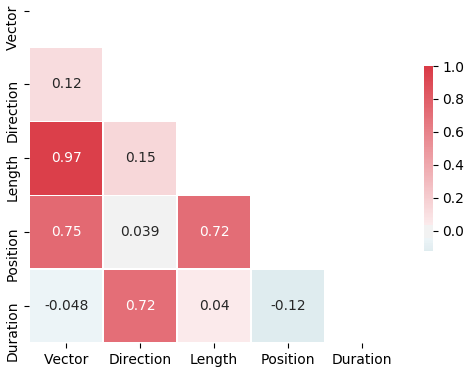 Vector
Direction
Length
Position
Duration
0.12
0.97
0.15
0.75
0.039
0.72
-0.048
0.72
0.04
-0.12
Vector
Direction
Length
Position
Duration
1.0
0.8
0.6
0.4
0.2
0.0